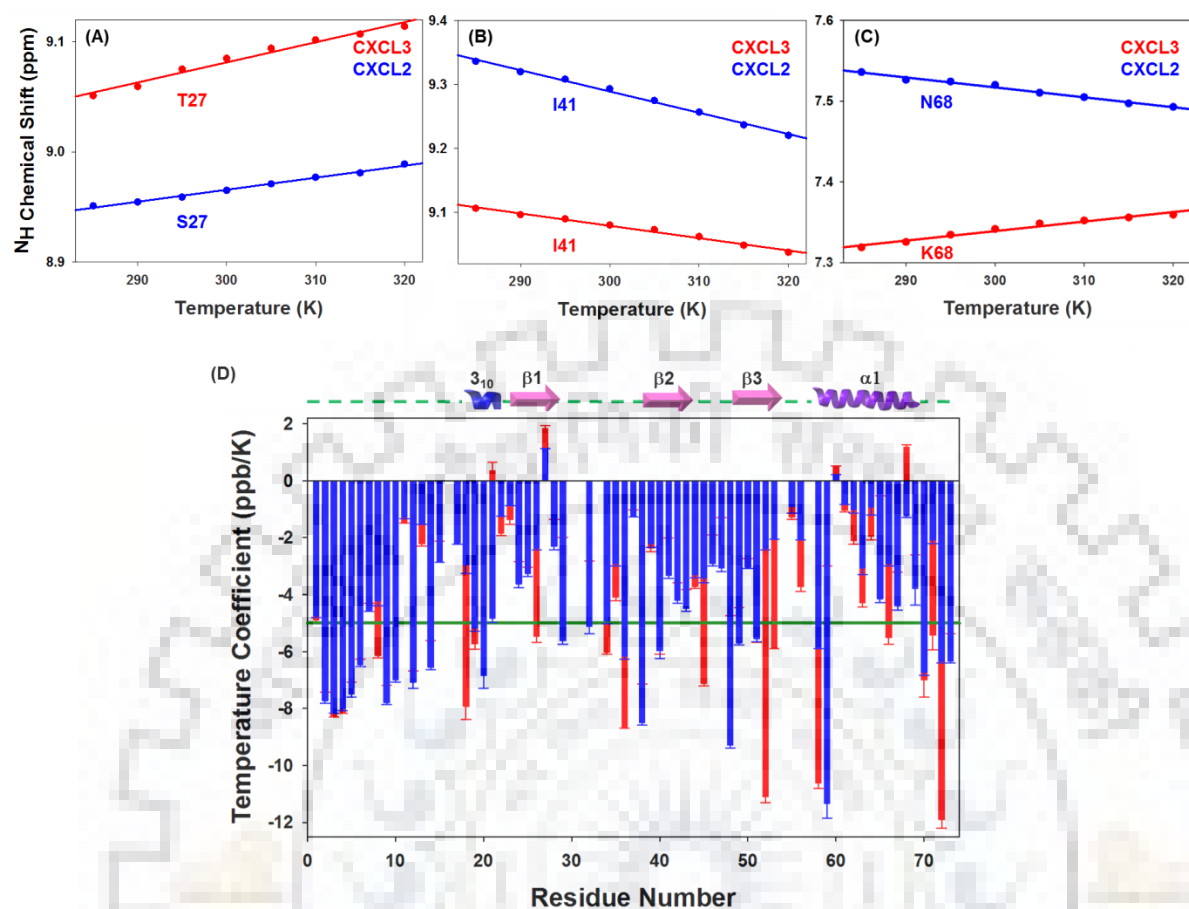 (A)
CXCL3
CXCL2
T27
S27
9.1
9.0
8.9
290
300
310
320
N_H Chemical Shift (ppm)
Temperature (K)
(B)
CXCL3
CXCL2
I41
I41
9.4
9.3
9.1
9.0
290
300
310
320
Temperature (K)
(C)
CXCL3
CXCL2
N68
K68
7.6
7.5
7.4
7.3
290
300
310
320
Temperature (K)
(D)
3₁₀
β1
β2
β3
α1
2
0
-2
-4
-6
-8
-10
-12
Temperature Coefficient (ppb/K)
0
10
20
30
40
50
60
70
Residue Number